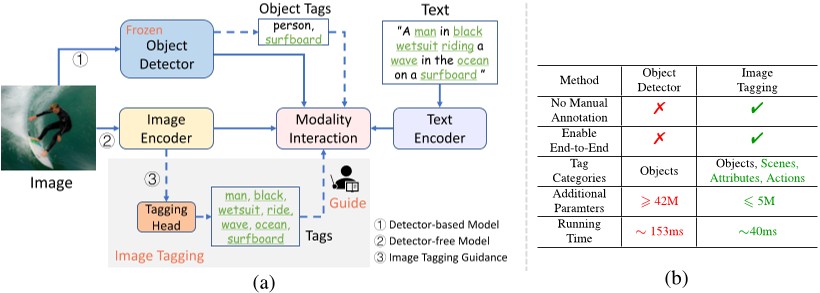 Object Tags
person,
surfboard
Text
"A man in black
wetsuit riding a
wave in the ocean
on a surfboard "
Frozen
Object
Detector
①
Image
Encoder
②
Modality
Interaction
Text
Encoder
Image
③
Tagging
Head
man, black,
wetsuit, ride,
wave, ocean,
surfboard
Tags
Guide
Image Tagging
① Detector-based Model
② Detector-free Model
③ Image Tagging Guidance
(a)
Method Object Detector Image Tagging
No Manual Annotation ✗ ✓
Enable End-to-End ✗ ✓
Tag Categories Objects Objects, Scenes, Attributes, Actions
Additional Paramters ⩾ 42M ⩽ 5M
Running Time ∼ 153ms ∼40ms
(b)